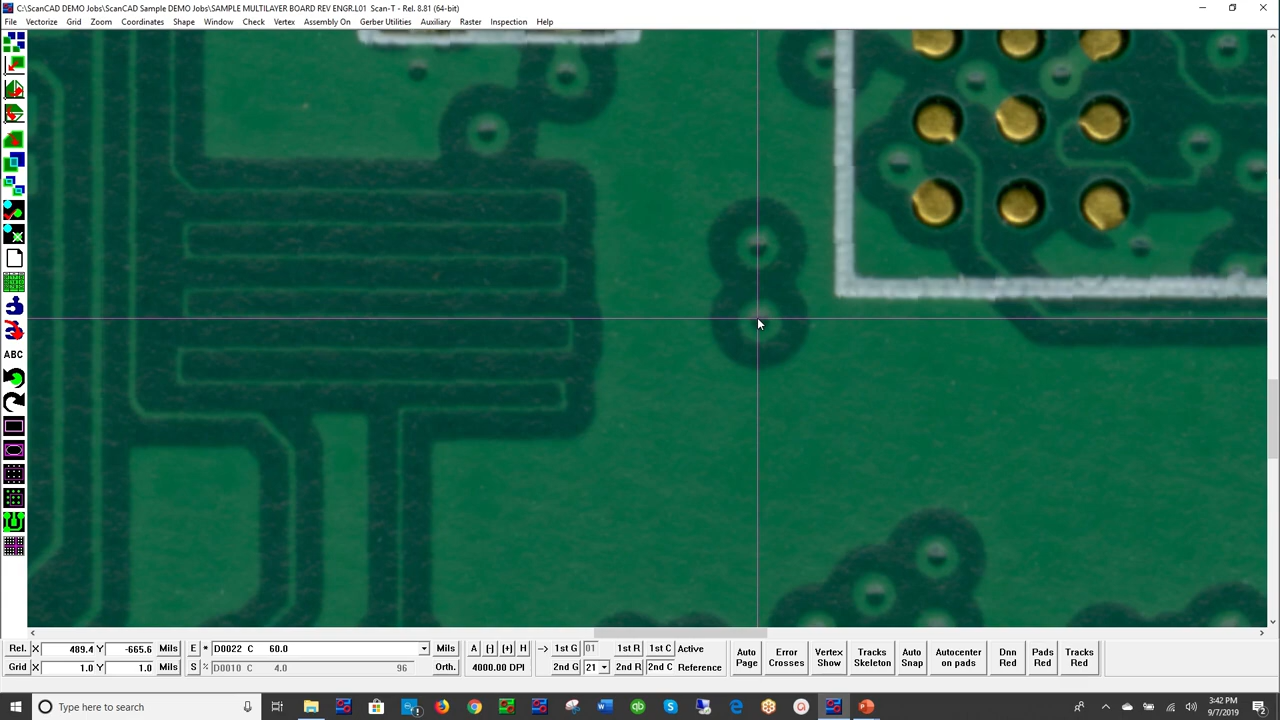 C:\ScanCAD DEMO Jobs\ScanCad Sample DEMO Jobs\SAMPLE MULTILAYER BOARD REV ENGR.L01 Scan-T - Rel. 8.81 (64-bit)
File Vectorize Grid Zoom Coordinates Shape Window Check Vertex Assembly On Gerber Utilities Auxiliary Raster Inspection Help
ABC
Rel. X 489.4 Y -665.6 Mils E * D0022 C 60.0 Mils A [-] [+] H --> 1st G 01 1st R 1st C Active
Grid X 1.0 Y 1.0 Mils S % D0010 C 4.0 96 Orth. 4000.00 DPI 2nd G 21 2nd R 2nd C Reference
Auto Page Error Crosses Vertex Show Tracks Skeleton Auto Snap Autocenter on pads Dnn Red Pads Red Tracks Red
Type here to search
3:42 PM
9/7/2019